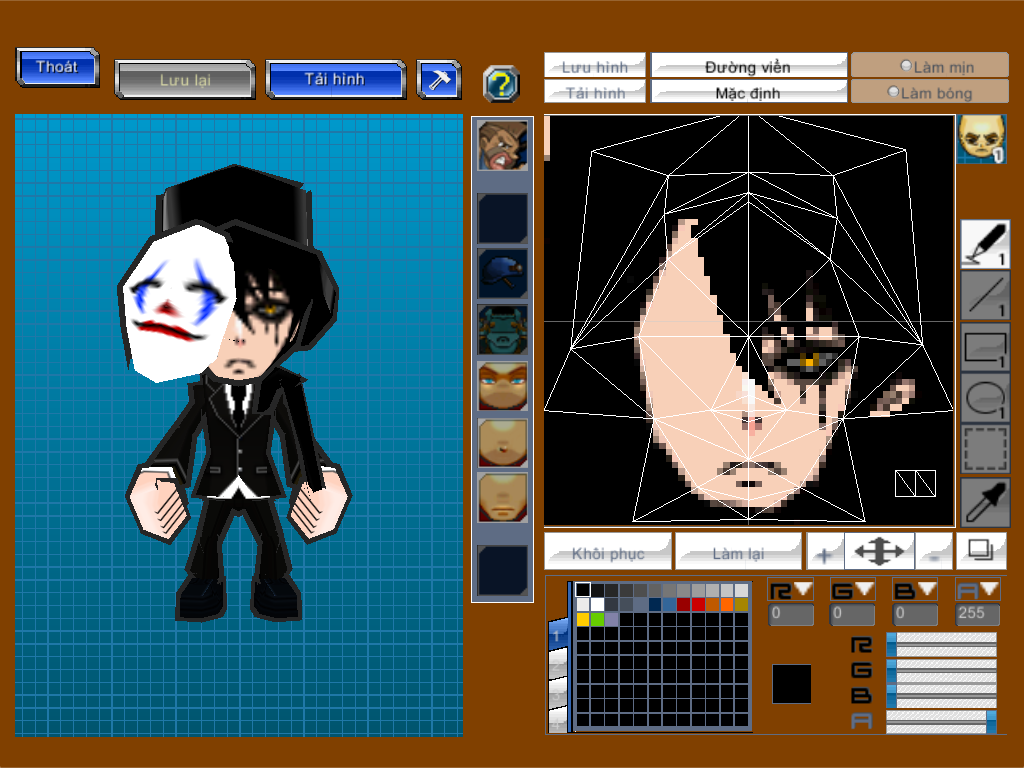 Thoát
Lưu lại
Tải hình
?
Lưu hình
Đường viền
Làm mịn
Tải hình
Mặc định
Làm bóng
1
1
1
1
1
Khôi phục
Làm lại
+
-
R
G
B
A
0
0
0
255
1
R
G
B
A